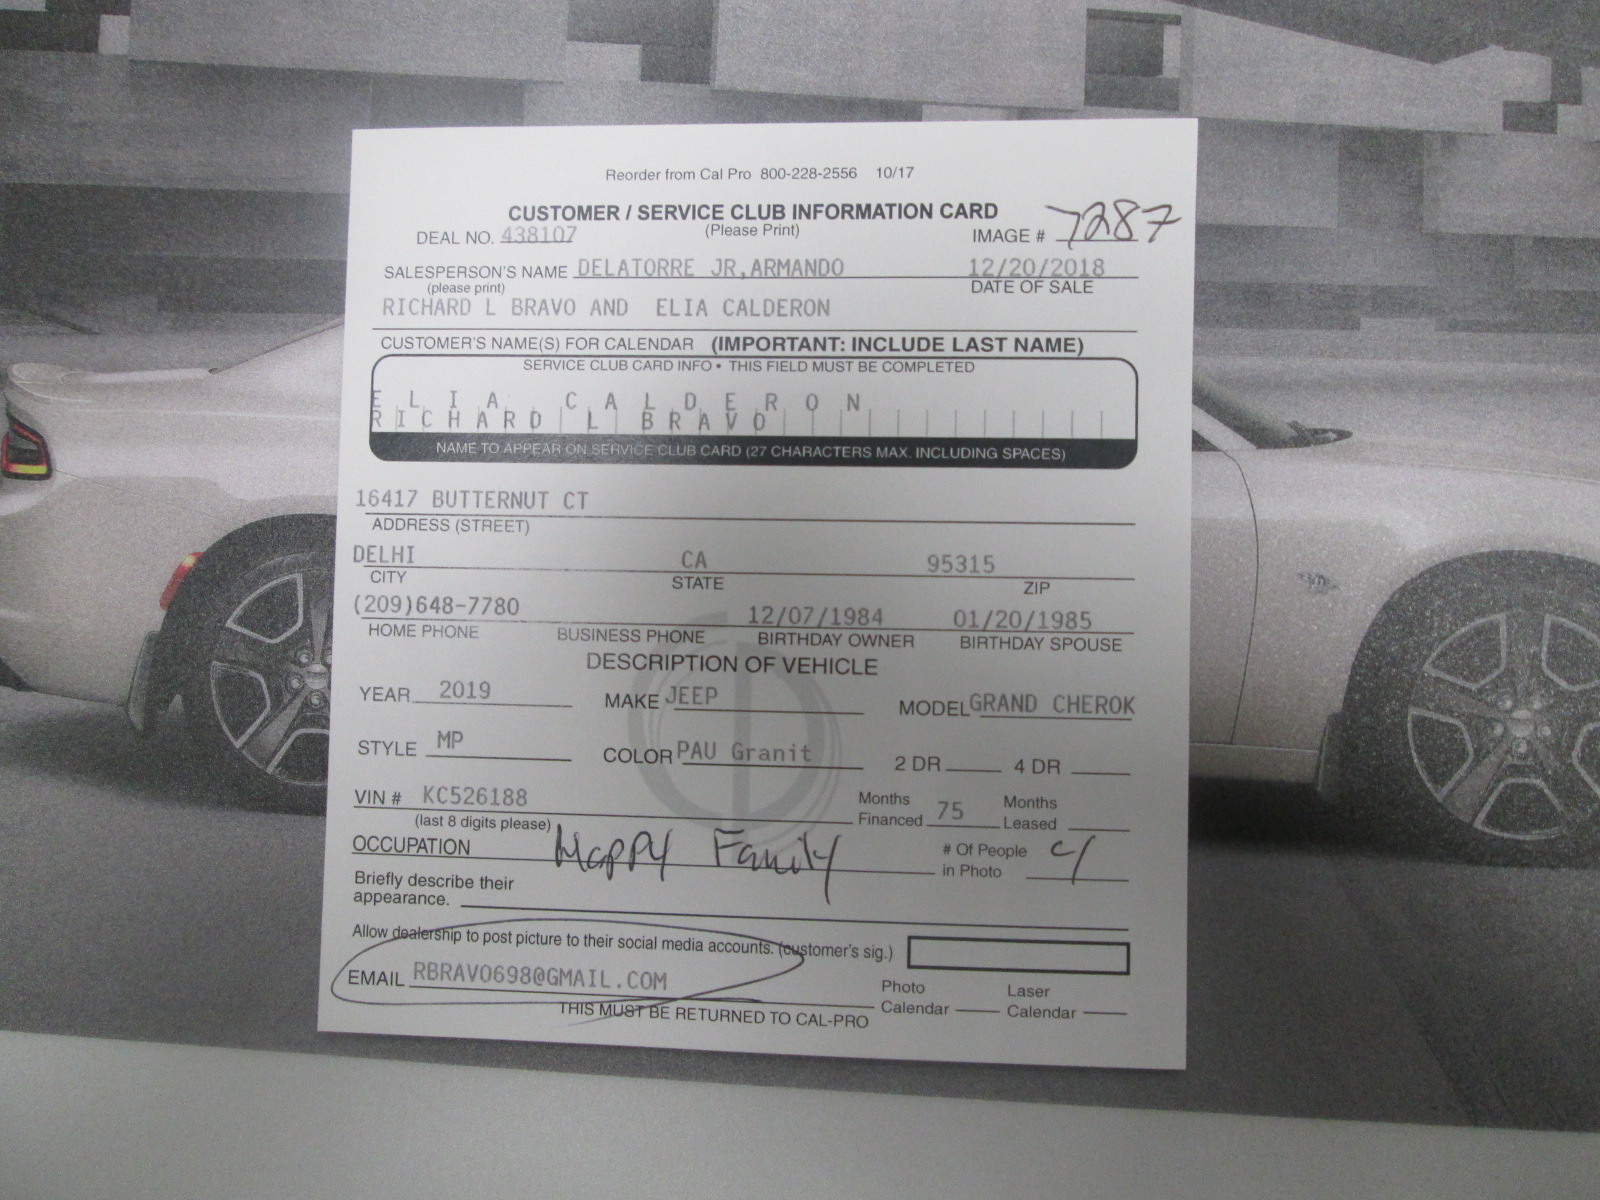 Reorder from Cal Pro 800-228-2556 10/17
CUSTOMER / SERVICE CLUB INFORMATION CARD
(Please Print)
DEAL NO. 438107
IMAGE # 7287
SALESPERSON'S NAME DELATORRE JR,ARMANDO 12/20/2018
(please print) DATE OF SALE
RICHARD L BRAVO AND ELIA CALDERON
CUSTOMER'S NAME(S) FOR CALENDAR (IMPORTANT: INCLUDE LAST NAME)
SERVICE CLUB CARD INFO • THIS FIELD MUST BE COMPLETED
ELIA CALDERON
RICHARD L BRAVO
NAME TO APPEAR ON SERVICE CLUB CARD (27 CHARACTERS MAX. INCLUDING SPACES)
16417 BUTTERNUT CT
ADDRESS (STREET)
DELHI CA 95315
CITY STATE ZIP
(209)648-7780 12/07/1984 01/20/1985
HOME PHONE BUSINESS PHONE BIRTHDAY OWNER BIRTHDAY SPOUSE
DESCRIPTION OF VEHICLE
YEAR 2019 MAKE JEEP MODEL GRAND CHEROK
STYLE MP COLOR PAU Granit 2 DR 4 DR
VIN # KC526188 Months Financed 75 Months Leased
(last 8 digits please)
OCCUPATION Happy Family # Of People in Photo
Briefly describe their
appearance.
Allow dealership to post picture to their social media accounts. (customer's sig.)
EMAIL RBRAVO698@GMAIL.COM
Photo Calendar Laser Calendar
THIS MUST BE RETURNED TO CAL-PRO